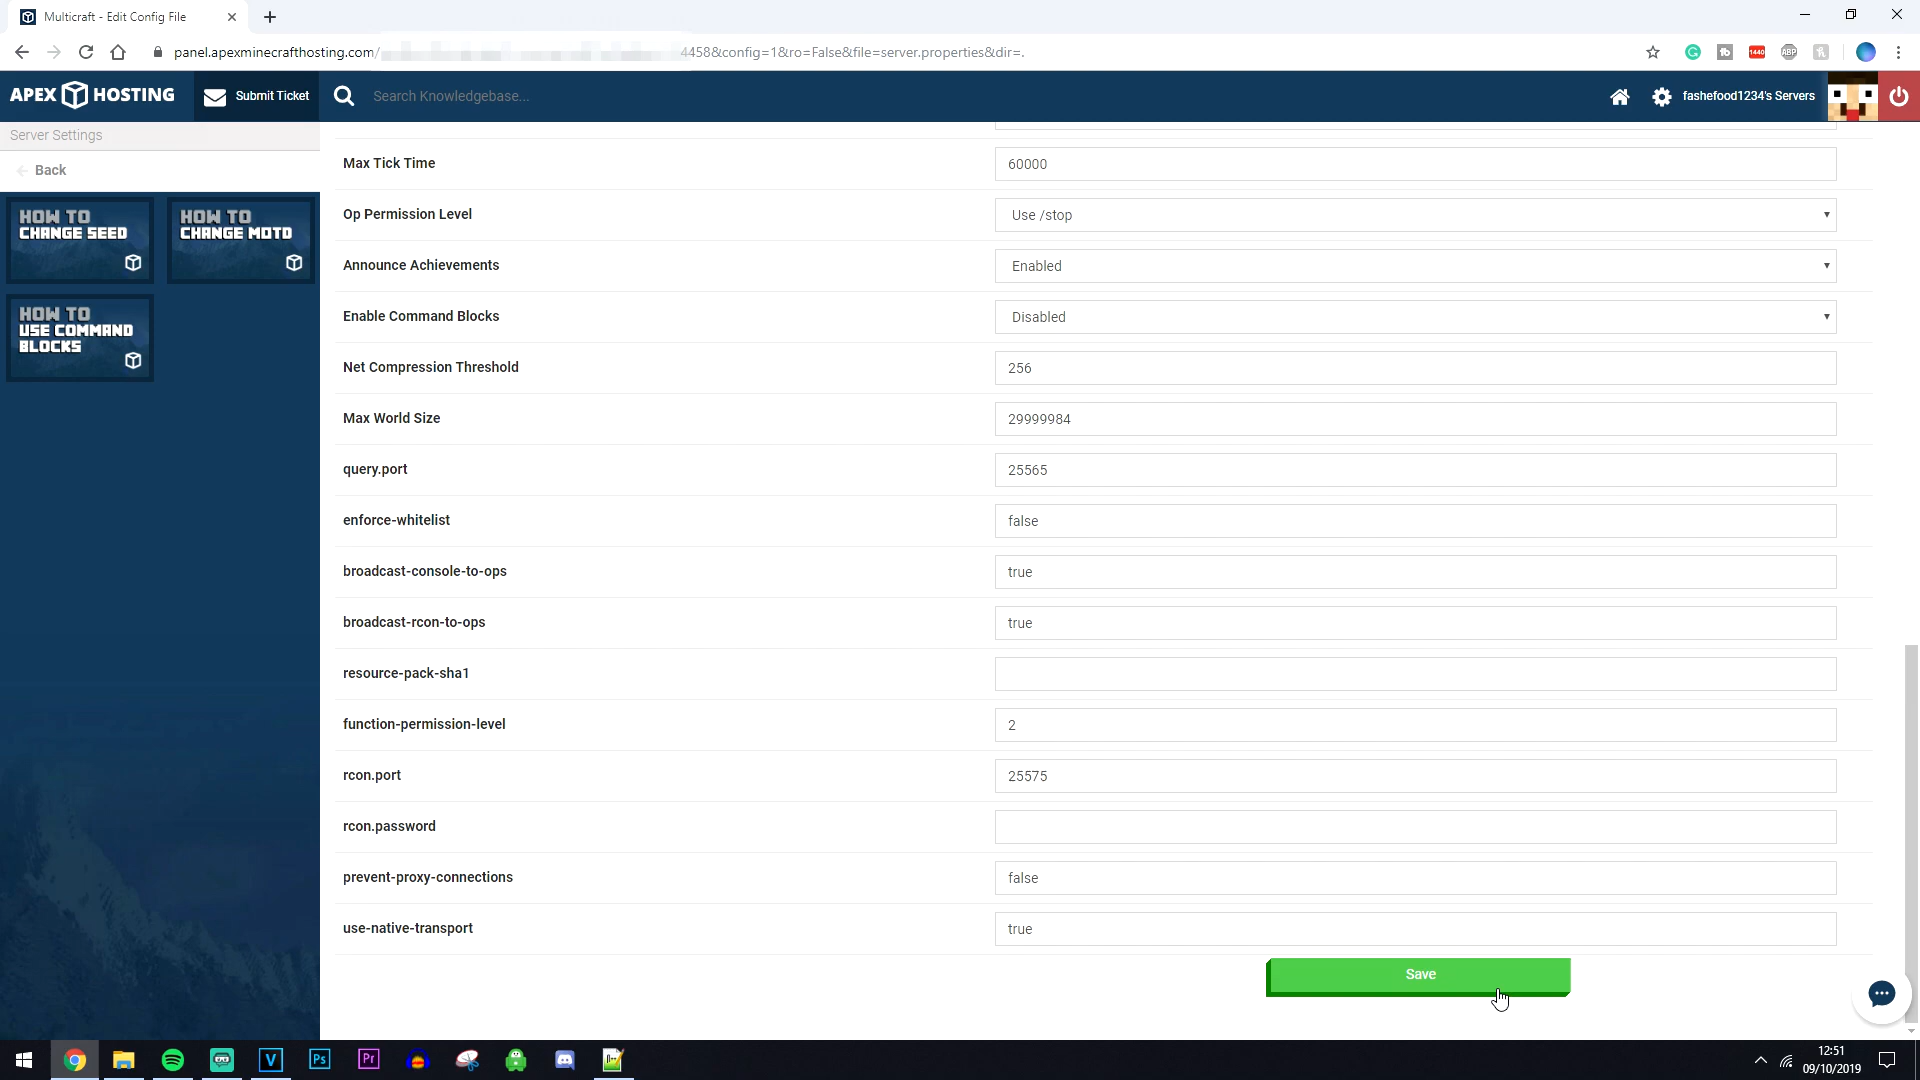 Multicraft - Edit Config File
panel.apexminecrafthosting.com/ 4458&config=1&ro=False&file=server.properties&dir=.
1440
ABP
APEX HOSTING
Submit Ticket
Search Knowledgebase...
fashefood1234's Servers
Server Settings
Back
HOW TO
CHANGE SEED
HOW TO
CHANGE MOTD
HOW TO
USE COMMAND
BLOCKS
Max Tick Time
60000
Op Permission Level
Use /stop
Announce Achievements
Enabled
Enable Command Blocks
Disabled
Net Compression Threshold
256
Max World Size
29999984
query.port
25565
enforce-whitelist
false
broadcast-console-to-ops
true
broadcast-rcon-to-ops
true
resource-pack-sha1
function-permission-level
2
rcon.port
25575
rcon.password
prevent-proxy-connections
false
use-native-transport
true
Save
V
Ps
Pr
12:51
09/10/2019